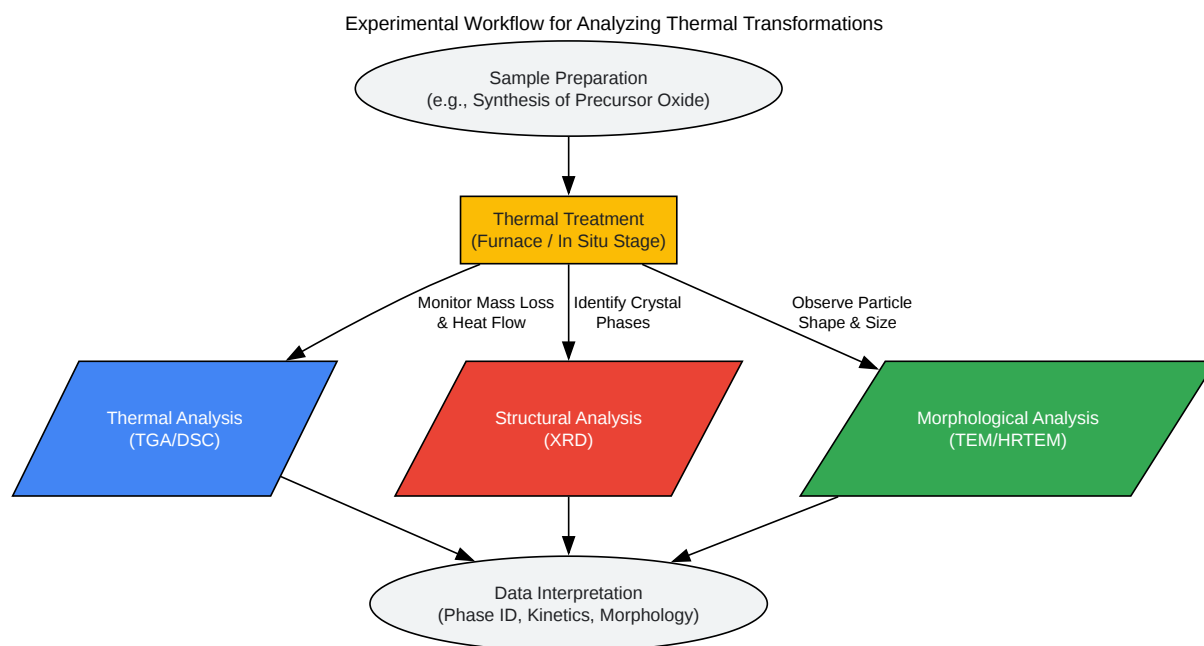 Experimental Workflow for Analyzing Thermal Transformations
Sample Preparation
(e.g., Synthesis of Precursor Oxide)
Thermal Treatment
(Furnace / In Situ Stage)
Monitor Mass Loss
& Heat Flow
Identify Crystal
Phases
Observe Particle
Shape & Size
Thermal Analysis
(TGA/DSC)
Structural Analysis
(XRD)
Morphological Analysis
(TEM/HRTEM)
Data Interpretation
(Phase ID, Kinetics, Morphology)